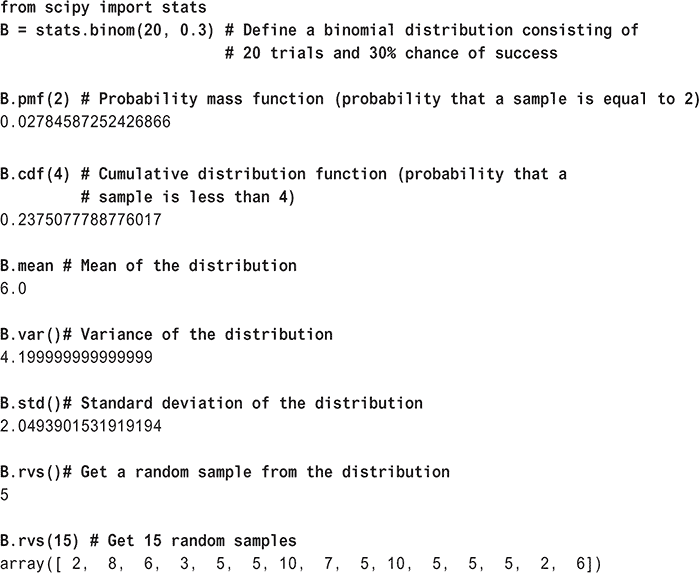 from scipy import stats
B = stats.binom(20, 0.3) # Define a binomial distribution consisting of
# 20 trials and 30% chance of success
B.pmf(2) # Probability mass function (probability that a sample is equal to 2)
0.02784587252426866
B.cdf(4) # Cumulative distribution function (probability that a
# sample is less than 4)
0.2375077788776017
B.mean # Mean of the distribution
6.0
B.var()# Variance of the distribution
4.199999999999999
B.std()# Standard deviation of the distribution
2.0493901531919194
B.rvs()# Get a random sample from the distribution
5
B.rvs(15) # Get 15 random samples
array([ 2, 8, 6, 3, 5, 5, 10, 7, 5, 10, 5, 5, 5, 2, 6])